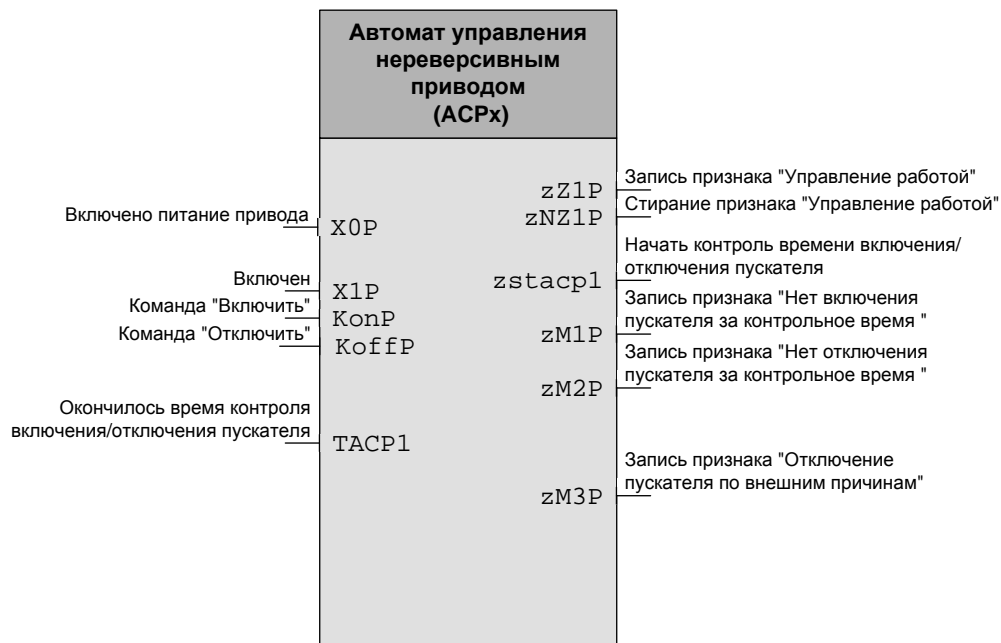 Автомат управления
нереверсивным
приводом
(ACPx)
Включено питание привода
X0P
Включен
X1P
Команда "Включить"
KonP
Команда "Отключить"
KoffP
Окончилось время контроля
включения/отключения пускателя
TACP1
zZ1P
Запись признака "Управление работой"
zNZ1P
Стирание признака "Управление работой"
zstacp1
Начать контроль времени включения/
отключения пускателя
zM1P
Запись признака "Нет включения
пускателя за контрольное время "
zM2P
Запись признака "Нет отключения
пускателя за контрольное время "
zM3P
Запись признака "Отключение
пускателя по внешним причинам"